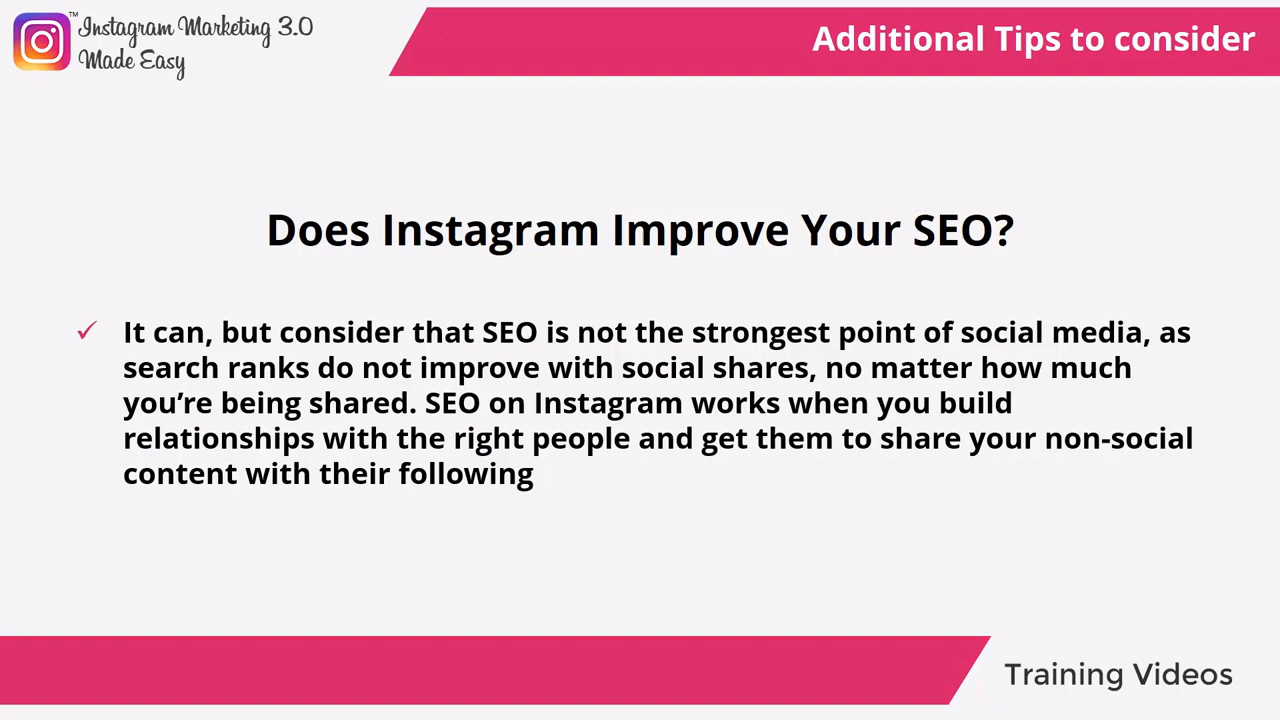 ™
Instagram Marketing 3.0
Made Easy
Additional Tips to consider
Does Instagram Improve Your SEO?
✓ It can, but consider that SEO is not the strongest point of social media, as
search ranks do not improve with social shares, no matter how much
you’re being shared. SEO on Instagram works when you build
relationships with the right people and get them to share your non-social
content with their following
Training Videos